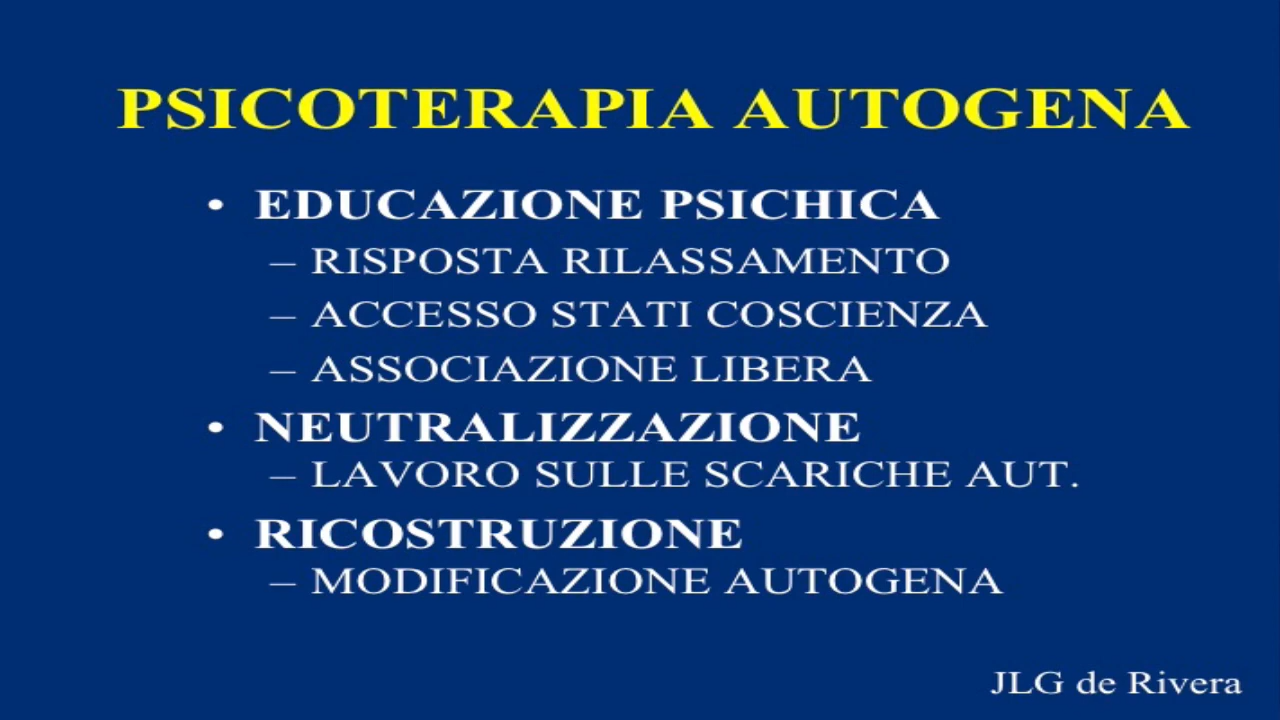 PSICOTERAPIA AUTOGENA
• EDUCAZIONE PSICHICA
– RISPOSTA RILASSAMENTO
– ACCESSO STATI COSCIENZA
– ASSOCIAZIONE LIBERA
• NEUTRALIZZAZIONE
– LAVORO SULLE SCARICHE AUT.
• RICOSTRUZIONE
– MODIFICAZIONE AUTOGENA
JLG de Rivera